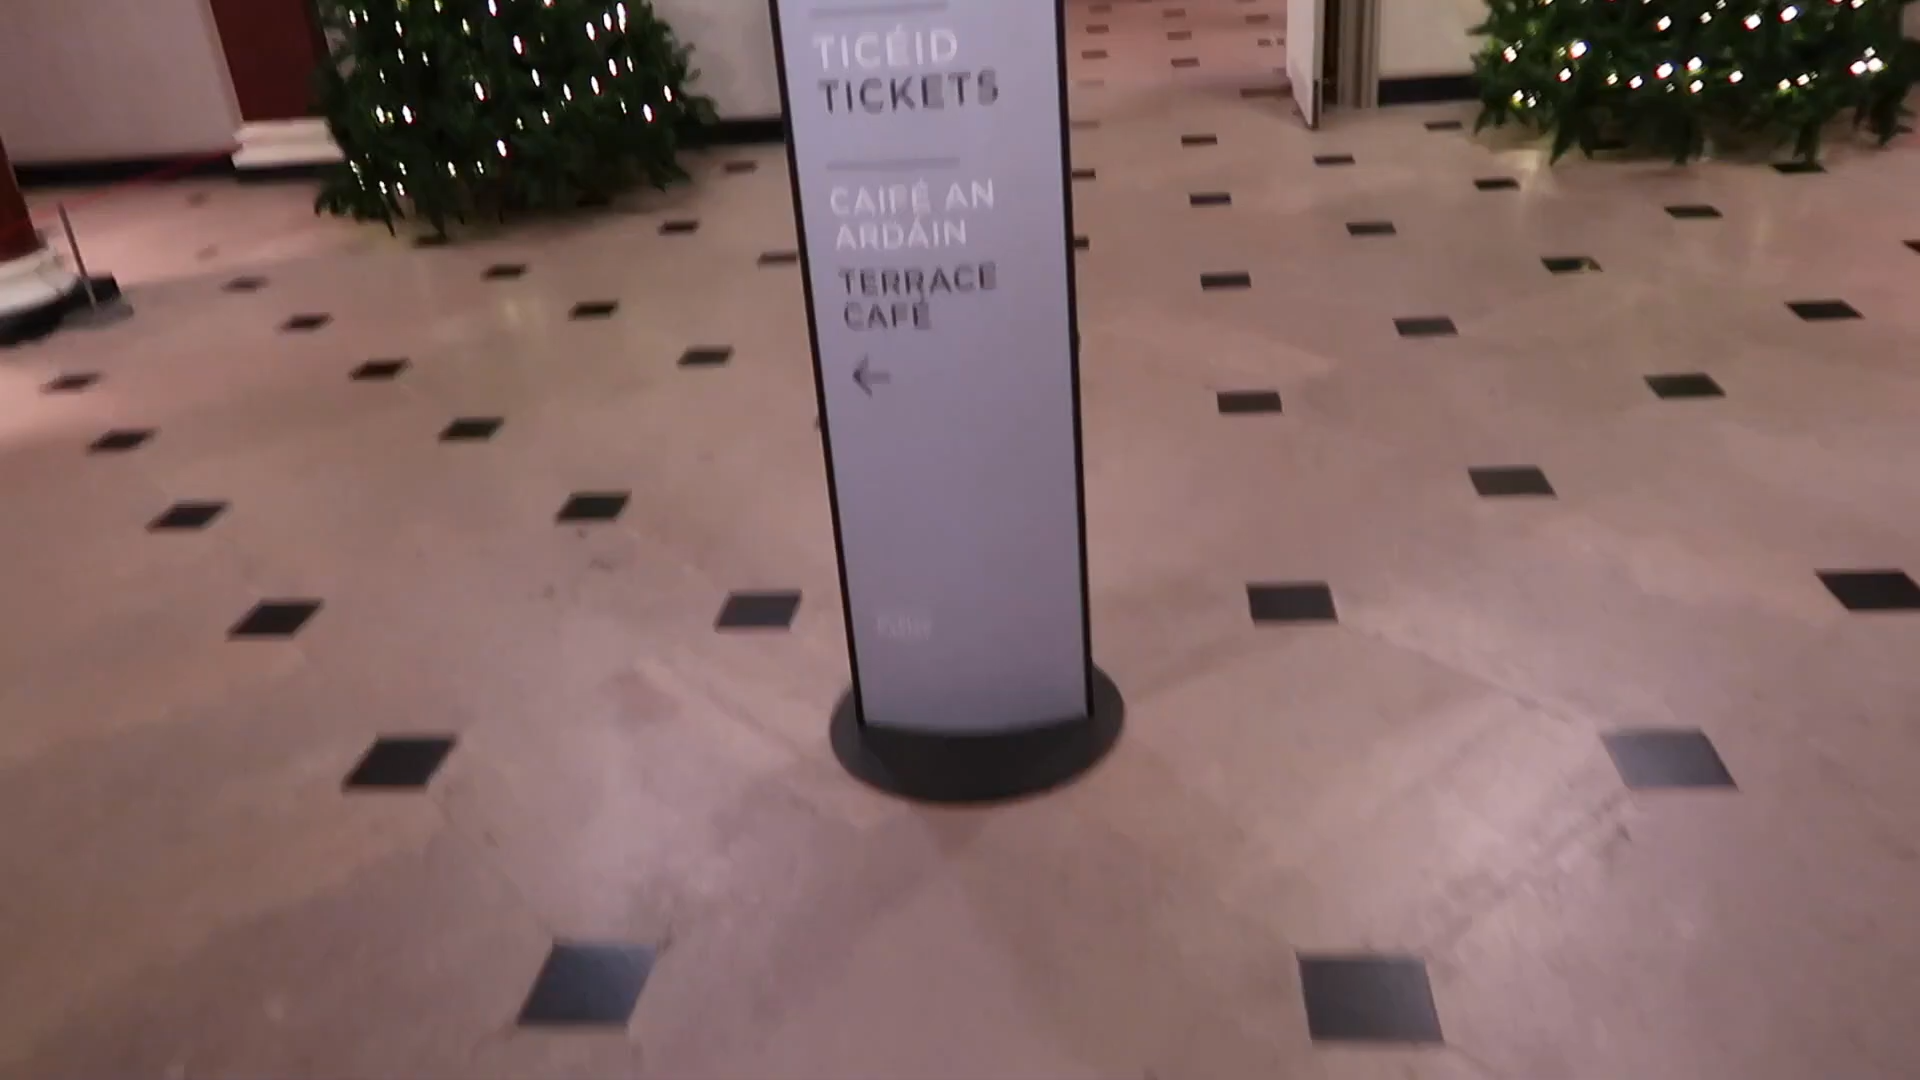 TICÉID
TICKETS
CAIFÉ AN
ARDÁIN
TERRACE
CAFÉ